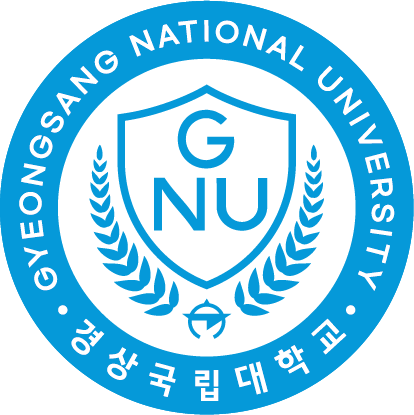 GYEONGSANG NATIONAL UNIVERSITY
G
NU
경상국립대학교